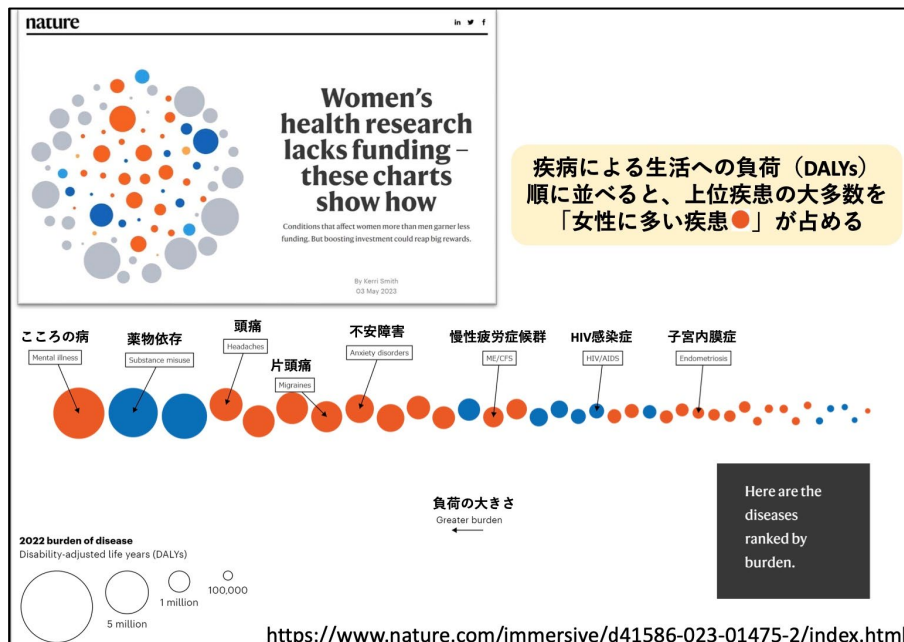 nature
in f
Women's
health research
lacks funding –
these charts
show how
Conditions that affect women more than men garner less
funding. But boosting investment could reap big rewards.
By Kerri Smith
03 May 2023
疾病による生活への負荷（DALYs）
順に並べると、上位疾患の大多数を
「女性に多い疾患」が占める
こころの病
Mental illness
薬物依存
Substance misuse
頭痛
Headaches
片頭痛
Migraines
不安障害
Anxiety disorders
慢性疲労症候群
ME/CFS
HIV感染症
HIV/AIDS
子宮内膜症
Endometriosis
負荷の大きさ
Greater burden
Here are the
diseases
ranked by
burden.
2022 burden of disease
Disability-adjusted life years (DALYs)
5 million
1 million
100,000
https://www.nature.com/immersive/d41586-023-01475-2/index.html